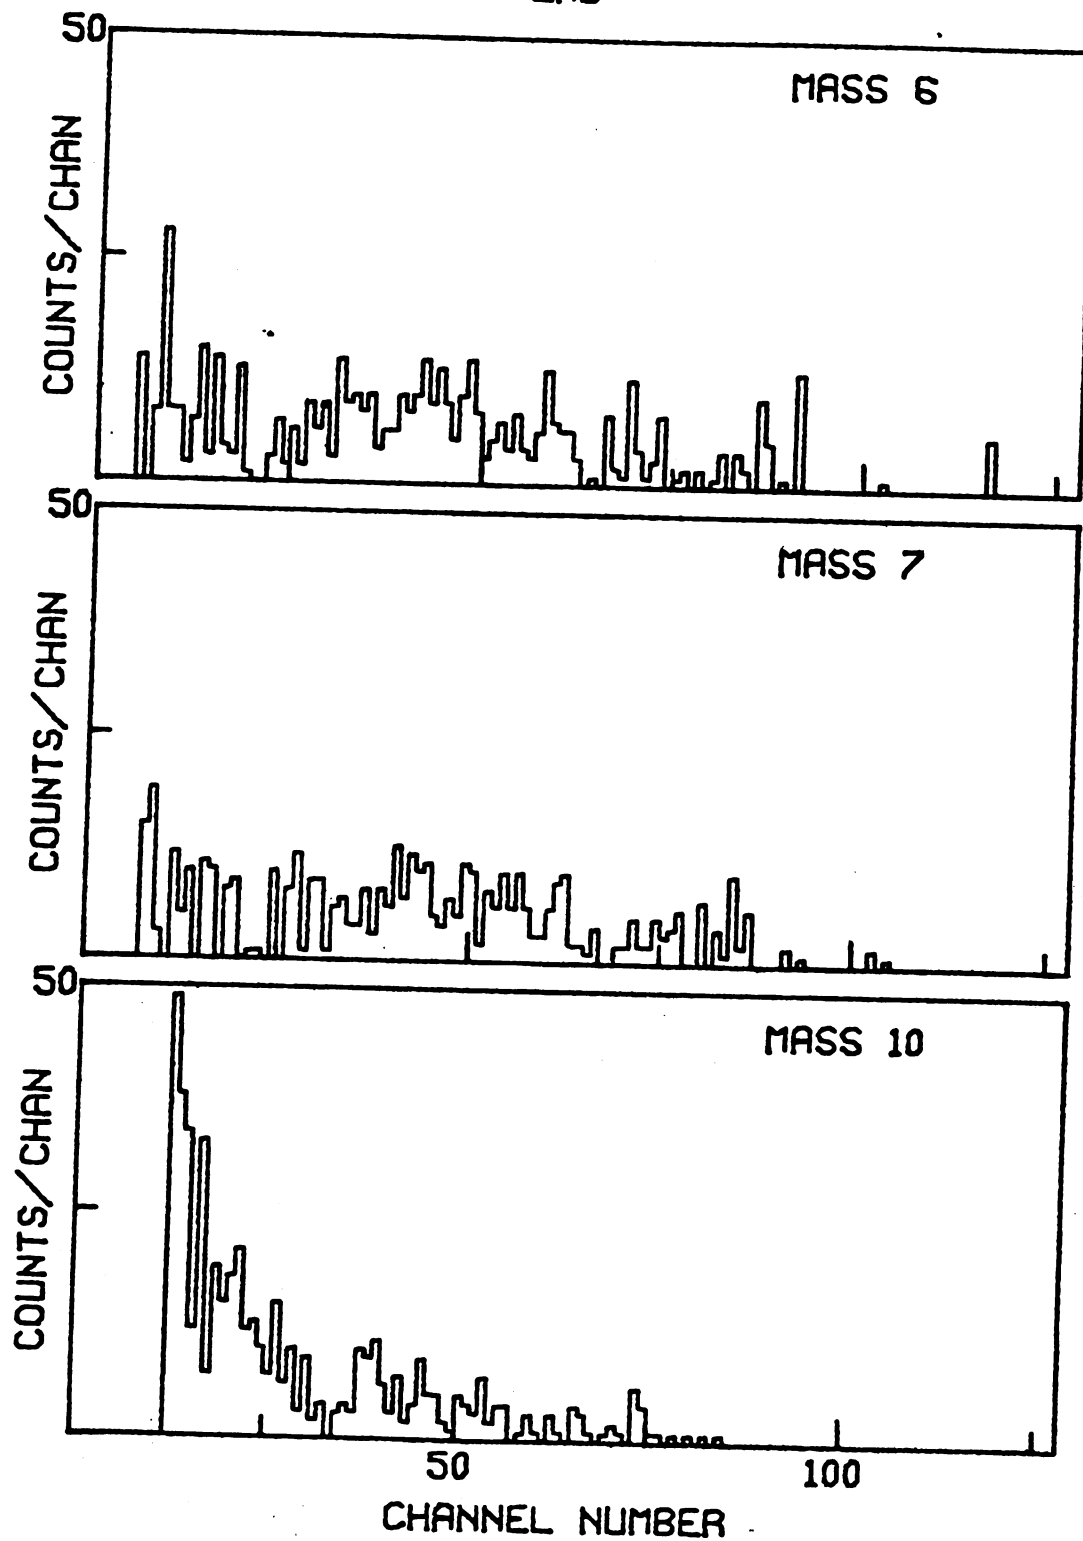 50
MASS 6
COUNTS/CHAN
50
MASS 7
COUNTS/CHAN
50
MASS 10
COUNTS/CHAN
50 100
CHANNEL NUMBER